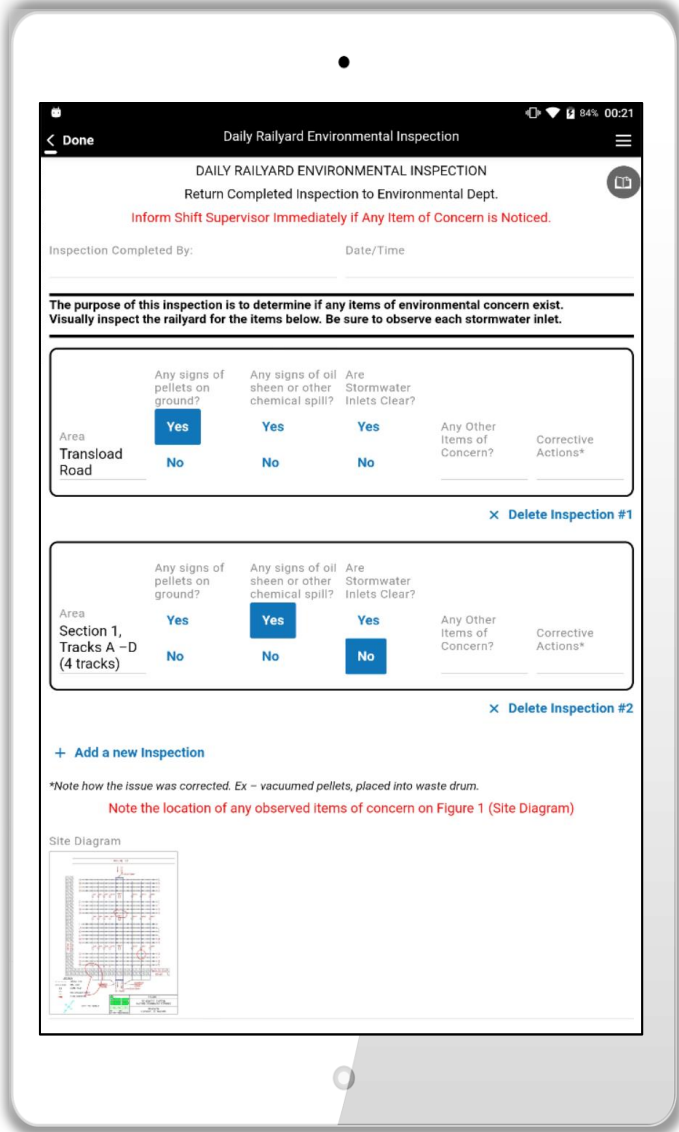 84% 00:21
Done
Daily Railyard Environmental Inspection
DAILY RAILYARD ENVIRONMENTAL INSPECTION
Return Completed Inspection to Environmental Dept.
Inform Shift Supervisor Immediately if Any Item of Concern is Noticed.
Inspection Completed By:
Date/Time
The purpose of this inspection is to determine if any items of environmental concern exist.
Visually inspect the railyard for the items below. Be sure to observe each stormwater inlet.
Area
Transload
Road
Any signs of
pellets on
ground?
Yes
No
Any signs of oil
sheen or other
chemical spill?
Yes
No
Are
Stormwater
Inlets Clear?
Yes
No
Any Other
Items of
Concern?
Corrective
Actions*
× Delete Inspection #1
Area
Section 1,
Tracks A –D
(4 tracks)
Any signs of
pellets on
ground?
Yes
No
Any signs of oil
sheen or other
chemical spill?
Yes
No
Are
Stormwater
Inlets Clear?
Yes
No
Any Other
Items of
Concern?
Corrective
Actions*
× Delete Inspection #2
+ Add a new Inspection
*Note how the issue was corrected. Ex – vacuumed pellets, placed into waste drum.
Note the location of any observed items of concern on Figure 1 (Site Diagram)
Site Diagram